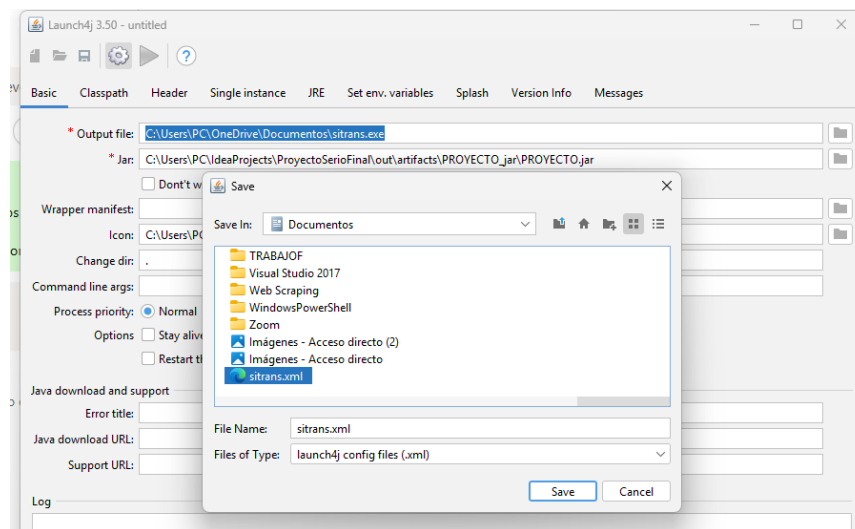 Launch4j 3.50 - untitled
Basic Classpath Header Single instance JRE Set env. variables Splash Version Info Messages
* Output file: C:\Users\PC\OneDrive\Documentos\sitrans.exe
* Jar: C:\Users\PC\IdeaProjects\ProyectoSerioFinal\out\artifacts\PROYECTO_jar\PROYECTO.jar
Dont't w
Wrapper manifest:
Icon: C:\Users\PC
Change dir: .
Command line args:
Process priority: Normal
Options Stay alive
Restart th
Java download and support
Error title:
Java download URL:
Support URL:
Log
Save
Save In: Documentos
TRABAJOF
Visual Studio 2017
Web Scraping
WindowsPowerShell
Zoom
Imágenes - Acceso directo (2)
Imágenes - Acceso directo
sitrans.xml
File Name: sitrans.xml
Files of Type: launch4j config files (.xml)
Save Cancel